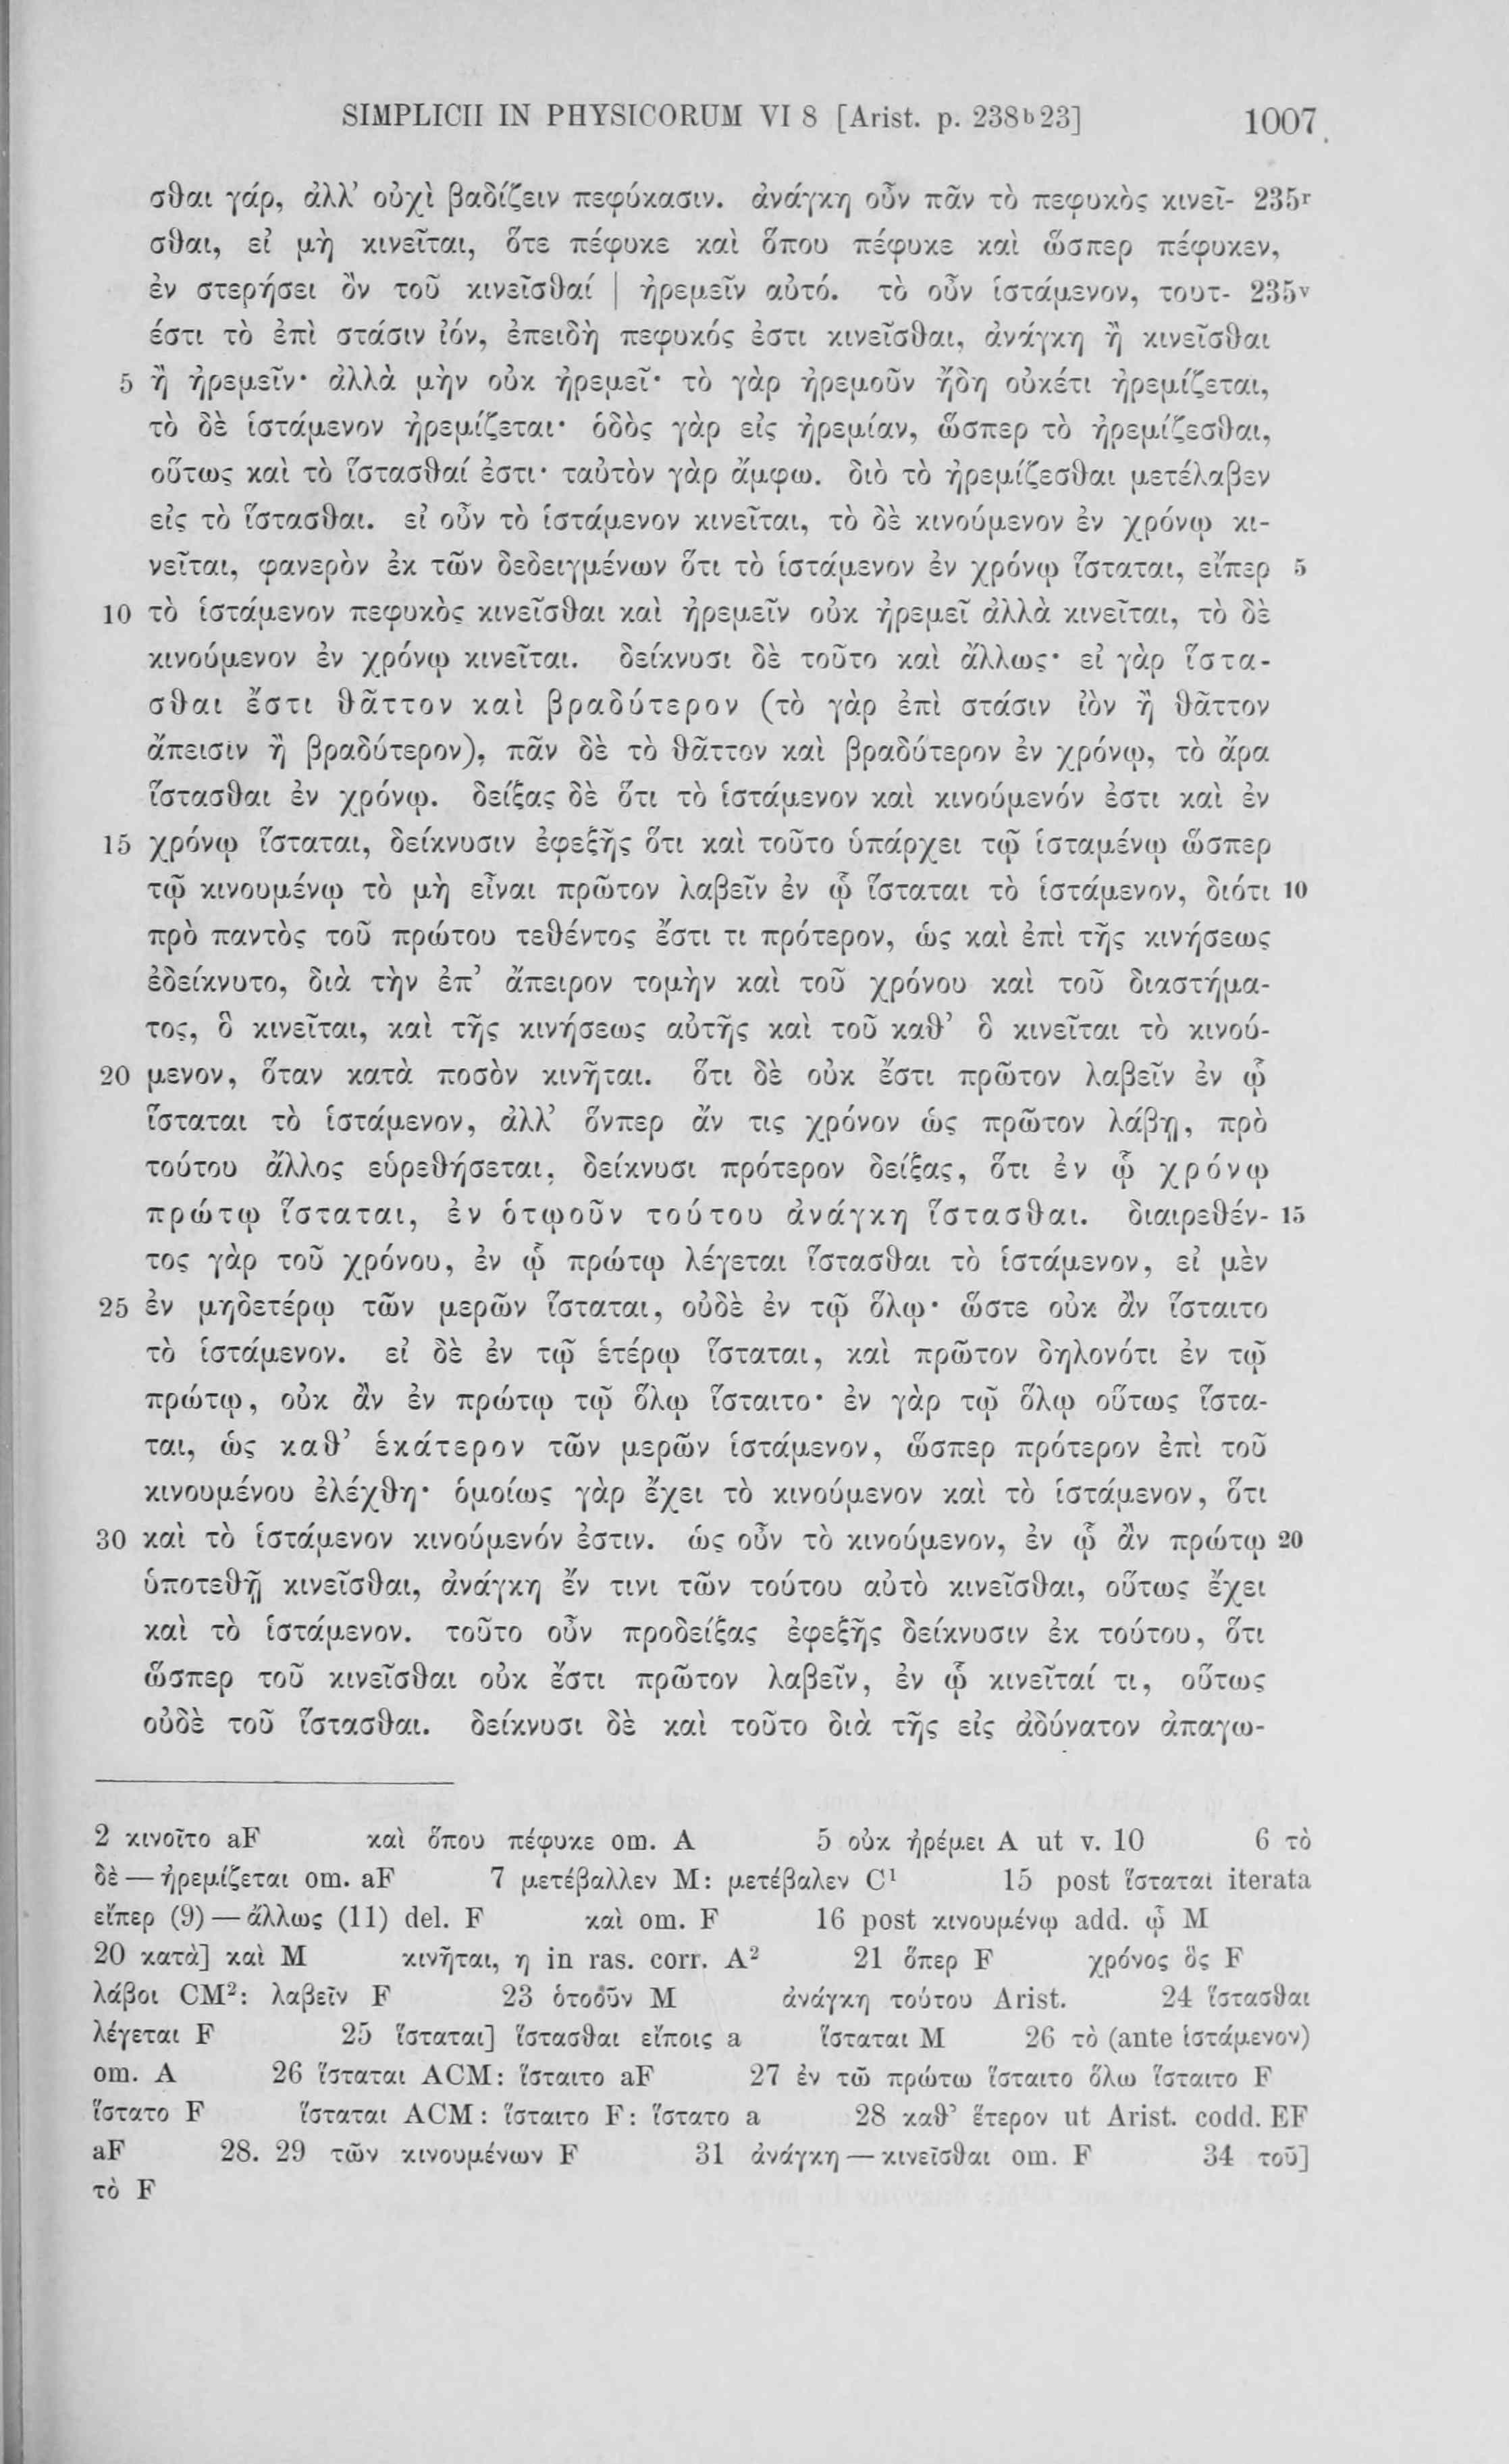 SIMPLICII IN PHYSICORUM VI 8 [Arist. p. 238ᵇ23] 1007
σθαι γάρ, ἀλλ’ οὐχὶ βαδίζειν πεφύκασιν. ἀνάγκη οὖν πᾶν τὸ πεφυκὸς κινεῖ- 235ʳ
σθαι, εἰ μὴ κινεῖται, ὅτε πέφυκε καὶ ὅπου πέφυκε καὶ ὥσπερ πέφυκεν,
ἐν στερήσει ὂν τοῦ κινεῖσθαί | ἠρεμεῖν αὐτό. τὸ οὖν ἱστάμενον, τουτ- 235ᵛ
έστι τὸ ἐπὶ στάσιν ἰόν, ἐπειδὴ πεφυκός ἐστι κινεῖσθαι, ἀνάγκη ἢ κινεῖσθαι
5 ἢ ἠρεμεῖν· ἀλλὰ μὴν οὐκ ἠρεμεῖ· τὸ γὰρ ἠρεμοῦν ἤδη οὐκέτι ἠρεμίζεται,
τὸ δὲ ἱστάμενον ἠρεμίζεται· ὁδὸς γὰρ εἰς ἠρεμίαν, ὥσπερ τὸ ἠρεμίζεσθαι,
οὕτως καὶ τὸ ἵστασθαί ἐστι· ταὐτὸν γὰρ ἄμφω. διὸ τὸ ἠρεμίζεσθαι μετέλαβεν
εἰς τὸ ἵστασθαι. εἰ οὖν τὸ ἱστάμενον κινεῖται, τὸ δὲ κινούμενον ἐν χρόνῳ κι-
νεῖται, φανερὸν ἐκ τῶν δεδειγμένων ὅτι τὸ ἱστάμενον ἐν χρόνῳ ἵσταται, εἴπερ 5
10 τὸ ἱστάμενον πεφυκὸς κινεῖσθαι καὶ ἠρεμεῖν οὐκ ἠρεμεῖ ἀλλὰ κινεῖται, τὸ δὲ
κινούμενον ἐν χρόνῳ κινεῖται. δείκνυσι δὲ τοῦτο καὶ ἄλλως· εἰ γὰρ ἵστα-
σθαι ἔστι θᾶττον καὶ βραδύτερον (τὸ γὰρ ἐπὶ στάσιν ἰὸν ἢ θᾶττον
ἄπεισιν ἢ βραδύτερον), πᾶν δὲ τὸ θᾶττον καὶ βραδύτερον ἐν χρόνῳ, τὸ ἄρα
ἵστασθαι ἐν χρόνῳ. δείξας δὲ ὅτι τὸ ἱστάμενον καὶ κινούμενόν ἐστι καὶ ἐν
15 χρόνῳ ἵσταται, δείκνυσιν ἐφεξῆς ὅτι καὶ τοῦτο ὑπάρχει τῷ ἱσταμένῳ ὥσπερ
τῷ κινουμένῳ τὸ μὴ εἶναι πρῶτον λαβεῖν ἐν ᾧ ἵσταται τὸ ἱστάμενον, διότι 10
πρὸ παντὸς τοῦ πρώτου τεθέντος ἔστι τι πρότερον, ὡς καὶ ἐπὶ τῆς κινήσεως
ἐδείκνυτο, διὰ τὴν ἐπ’ ἄπειρον τομὴν καὶ τοῦ χρόνου καὶ τοῦ διαστήμα-
τος, ὃ κινεῖται, καὶ τῆς κινήσεως αὐτῆς καὶ τοῦ καθ’ ὃ κινεῖται τὸ κινού-
20 μενον, ὅταν κατὰ ποσὸν κινῆται. ὅτι δὲ οὐκ ἔστι πρῶτον λαβεῖν ἐν ᾧ
ἵσταται τὸ ἱστάμενον, ἀλλ’ ὅνπερ ἄν τις χρόνον ὡς πρῶτον λάβῃ, πρὸ
τούτου ἄλλος εὑρεθήσεται, δείκνυσι πρότερον δείξας, ὅτι ἐν ᾧ χρόνῳ
πρώτῳ ἵσταται, ἐν ὁτῳοῦν τούτου ἀνάγκη ἵστασθαι. διαιρεθέν- 15
τος γὰρ τοῦ χρόνου, ἐν ᾧ πρώτῳ λέγεται ἵστασθαι τὸ ἱστάμενον, εἰ μὲν
25 ἐν μηδετέρῳ τῶν μερῶν ἵσταται, οὐδὲ ἐν τῷ ὅλῳ· ὥστε οὐκ ἂν ἵσταιτο
τὸ ἱστάμενον. εἰ δὲ ἐν τῷ ἑτέρῳ ἵσταται, καὶ πρῶτον δηλονότι ἐν τῷ
πρώτῳ, οὐκ ἂν ἐν πρώτῳ τῷ ὅλῳ ἵσταιτο· ἐν γὰρ τῷ ὅλῳ οὕτως ἵστα-
ται, ὡς καθ’ ἑκάτερον τῶν μερῶν ἱστάμενον, ὥσπερ πρότερον ἐπὶ τοῦ
κινουμένου ἐλέχθη· ὁμοίως γὰρ ἔχει τὸ κινούμενον καὶ τὸ ἱστάμενον, ὅτι
30 καὶ τὸ ἱστάμενον κινούμενόν ἐστιν. ὡς οὖν τὸ κινούμενον, ἐν ᾧ ἂν πρώτῳ 20
ὑποτεθῇ κινεῖσθαι, ἀνάγκη ἔν τινι τῶν τούτου αὐτὸ κινεῖσθαι, οὕτως ἔχει
καὶ τὸ ἱστάμενον. τοῦτο οὖν προδείξας ἐφεξῆς δείκνυσιν ἐκ τούτου, ὅτι
ὥσπερ τοῦ κινεῖσθαι οὐκ ἔστι πρῶτον λαβεῖν, ἐν ᾧ κινεῖταί τι, οὕτως
οὐδὲ τοῦ ἵστασθαι. δείκνυσι δὲ καὶ τοῦτο διὰ τῆς εἰς ἀδύνατον ἀπαγω-
2 κινοῖτο aF καὶ ὅπου πέφυκε om. A 5 οὐκ ἠρέμει A ut v. 10 6 τὸ
δὲ — ἠρεμίζεται om. aF 7 μετέβαλλεν M: μετέβαλεν C¹ 15 post ἵσταται iterata
εἴπερ (9) — ἄλλως (11) del. F καὶ om. F 16 post κινουμένῳ add. ᾧ M
20 κατὰ] καὶ M κινῆται, η in ras. corr. A² 21 ὅπερ F χρόνος ὃς F
λάβοι CM²: λαβεῖν F 23 ὁτοοῦν M ἀνάγκη τούτου Arist. 24 ἵστασθαι
λέγεται F 25 ἵσταται] ἵστασθαι εἴποις a ἵσταται M 26 τὸ (ante ἱστάμενον)
om. A 26 ἵσταται ACM: ἵσταιτο aF 27 ἐν τῶ πρώτω ἵσταιτο ὅλω ἵσταιτο F
ἵστατο F ἵσταται ACM: ἵσταιτο F: ἵστατο a 28 καθ’ ἕτερον ut Arist. codd. EF
aF 28. 29 τῶν κινουμένων F 31 ἀνάγκη — κινεῖσθαι om. F 34 τοῦ]
τὸ F